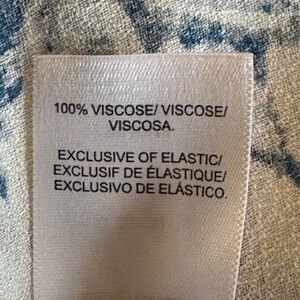 100% VISCOSE/ VISCOSE/
VISCOSA.
EXCLUSIVE OF ELASTIC/
EXCLUSIF DE ÉLASTIQUE/
EXCLUSIVO DE ELÁSTICO.